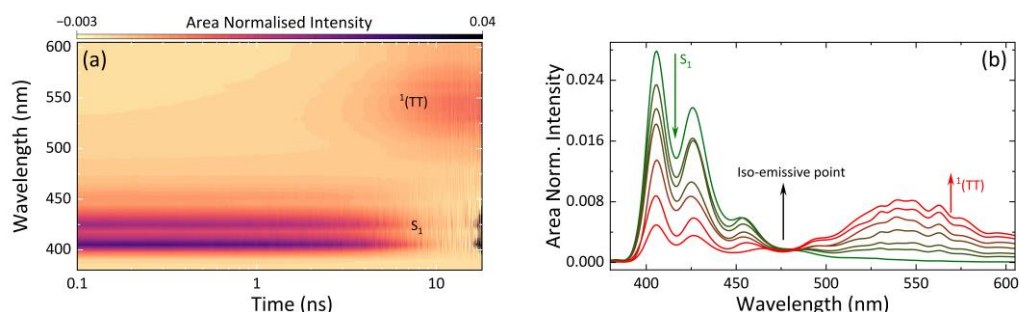 −0.003 Area Normalised Intensity 0.04
(a)
600
550
500
450
400
Wavelength (nm)
¹(TT)
S₁
0.1 1 10
Time (ns)
(b)
S₁
Iso-emissive point
¹(TT)
0.024
0.016
0.008
0.000
Area Norm. Intensity
400 450 500 550 600
Wavelength (nm)